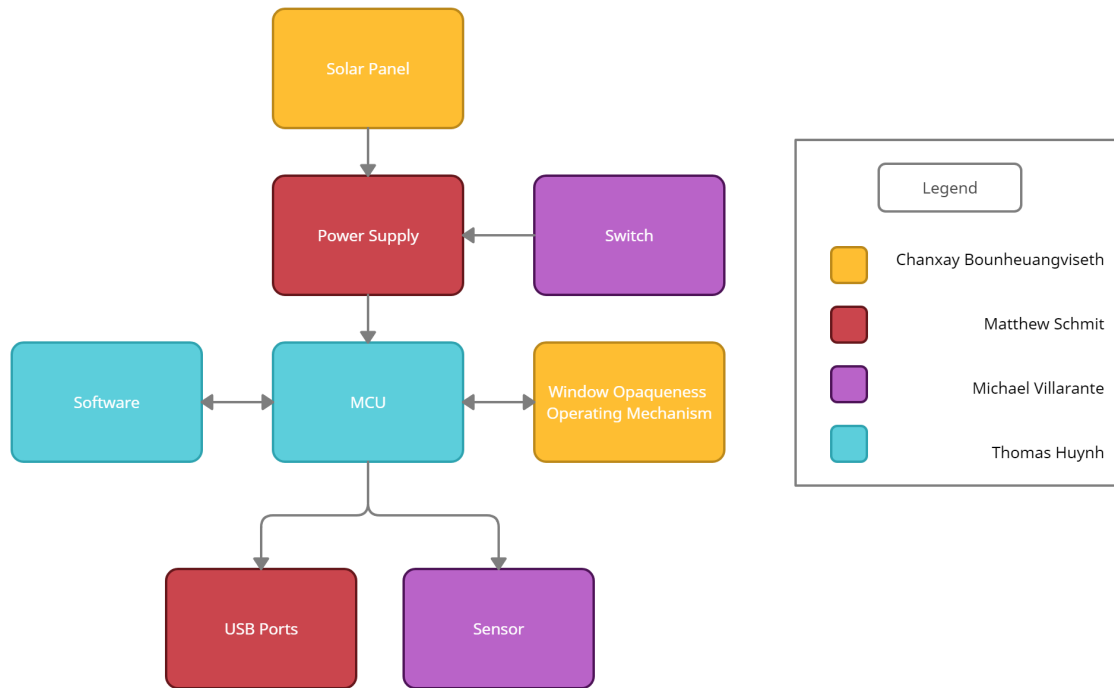 Solar Panel
Power Supply
Switch
Software
MCU
Window Opaqueness
Operating Mechanism
USB Ports
Sensor
Legend
Chanxay Bounheuangviseth
Matthew Schmit
Michael Villarante
Thomas Huynh